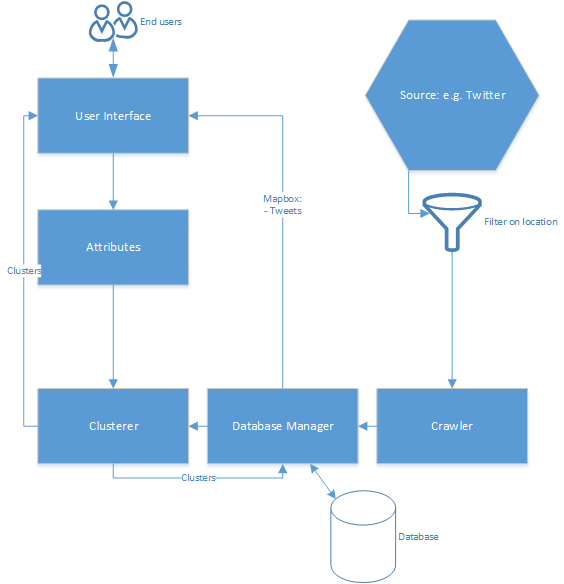 End users
User Interface
Source: e.g. Twitter
Mapbox:
- Tweets
Filter on location
Attributes
Clusters
Clusterer
Database Manager
Crawler
Clusters
Database